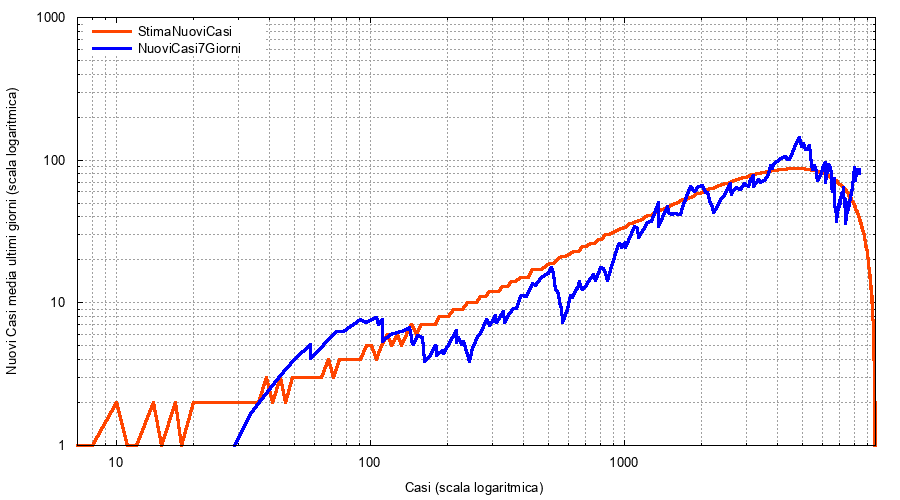 1000
StimaNuoviCasi
NuoviCasi7Giorni
100
10
1
10
100
1000
Nuovi Casi media ultimi giorni (scala logaritmica)
Casi (scala logaritmica)